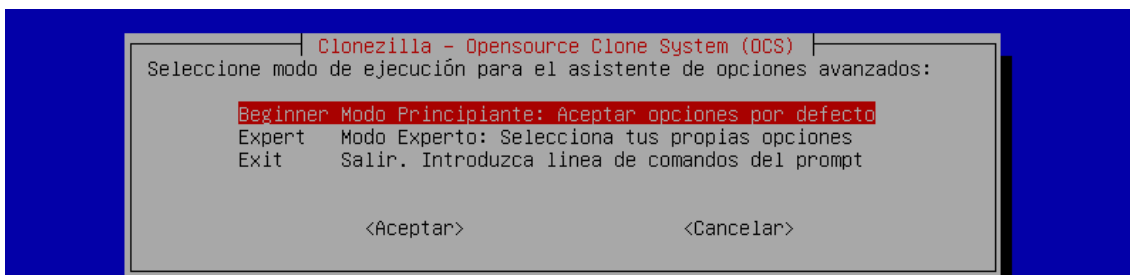 Clonezilla - Opensource Clone System (OCS)
Seleccione modo de ejecución para el asistente de opciones avanzados:
Beginner Modo Principiante: Aceptar opciones por defecto
Expert Modo Experto: Selecciona tus propias opciones
Exit Salir. Introduzca linea de comandos del prompt
<Aceptar> <Cancelar>